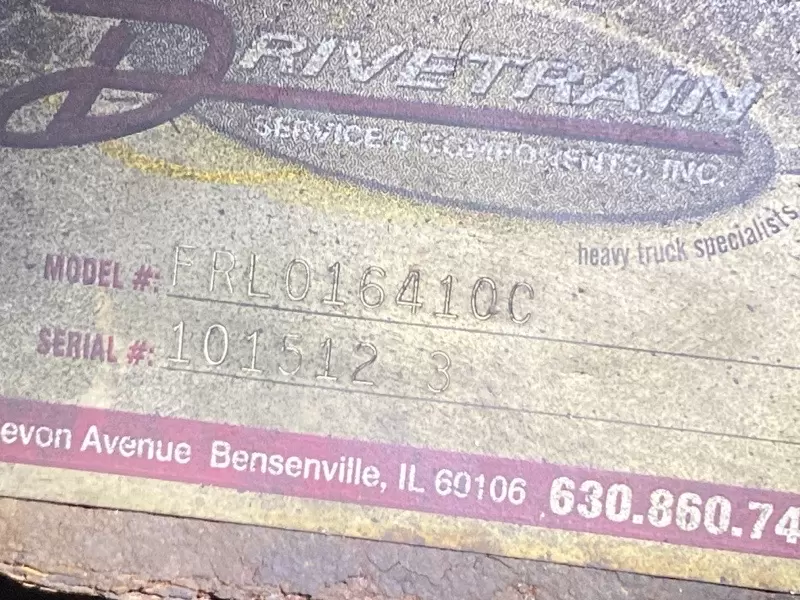 DRIVETRAIN
SERVICE & COMPONENTS, INC.
heavy truck specialists
MODEL #: FRL016410C
SERIAL #: 101512 3
evon Avenue Bensenville, IL 60106 630.860.74